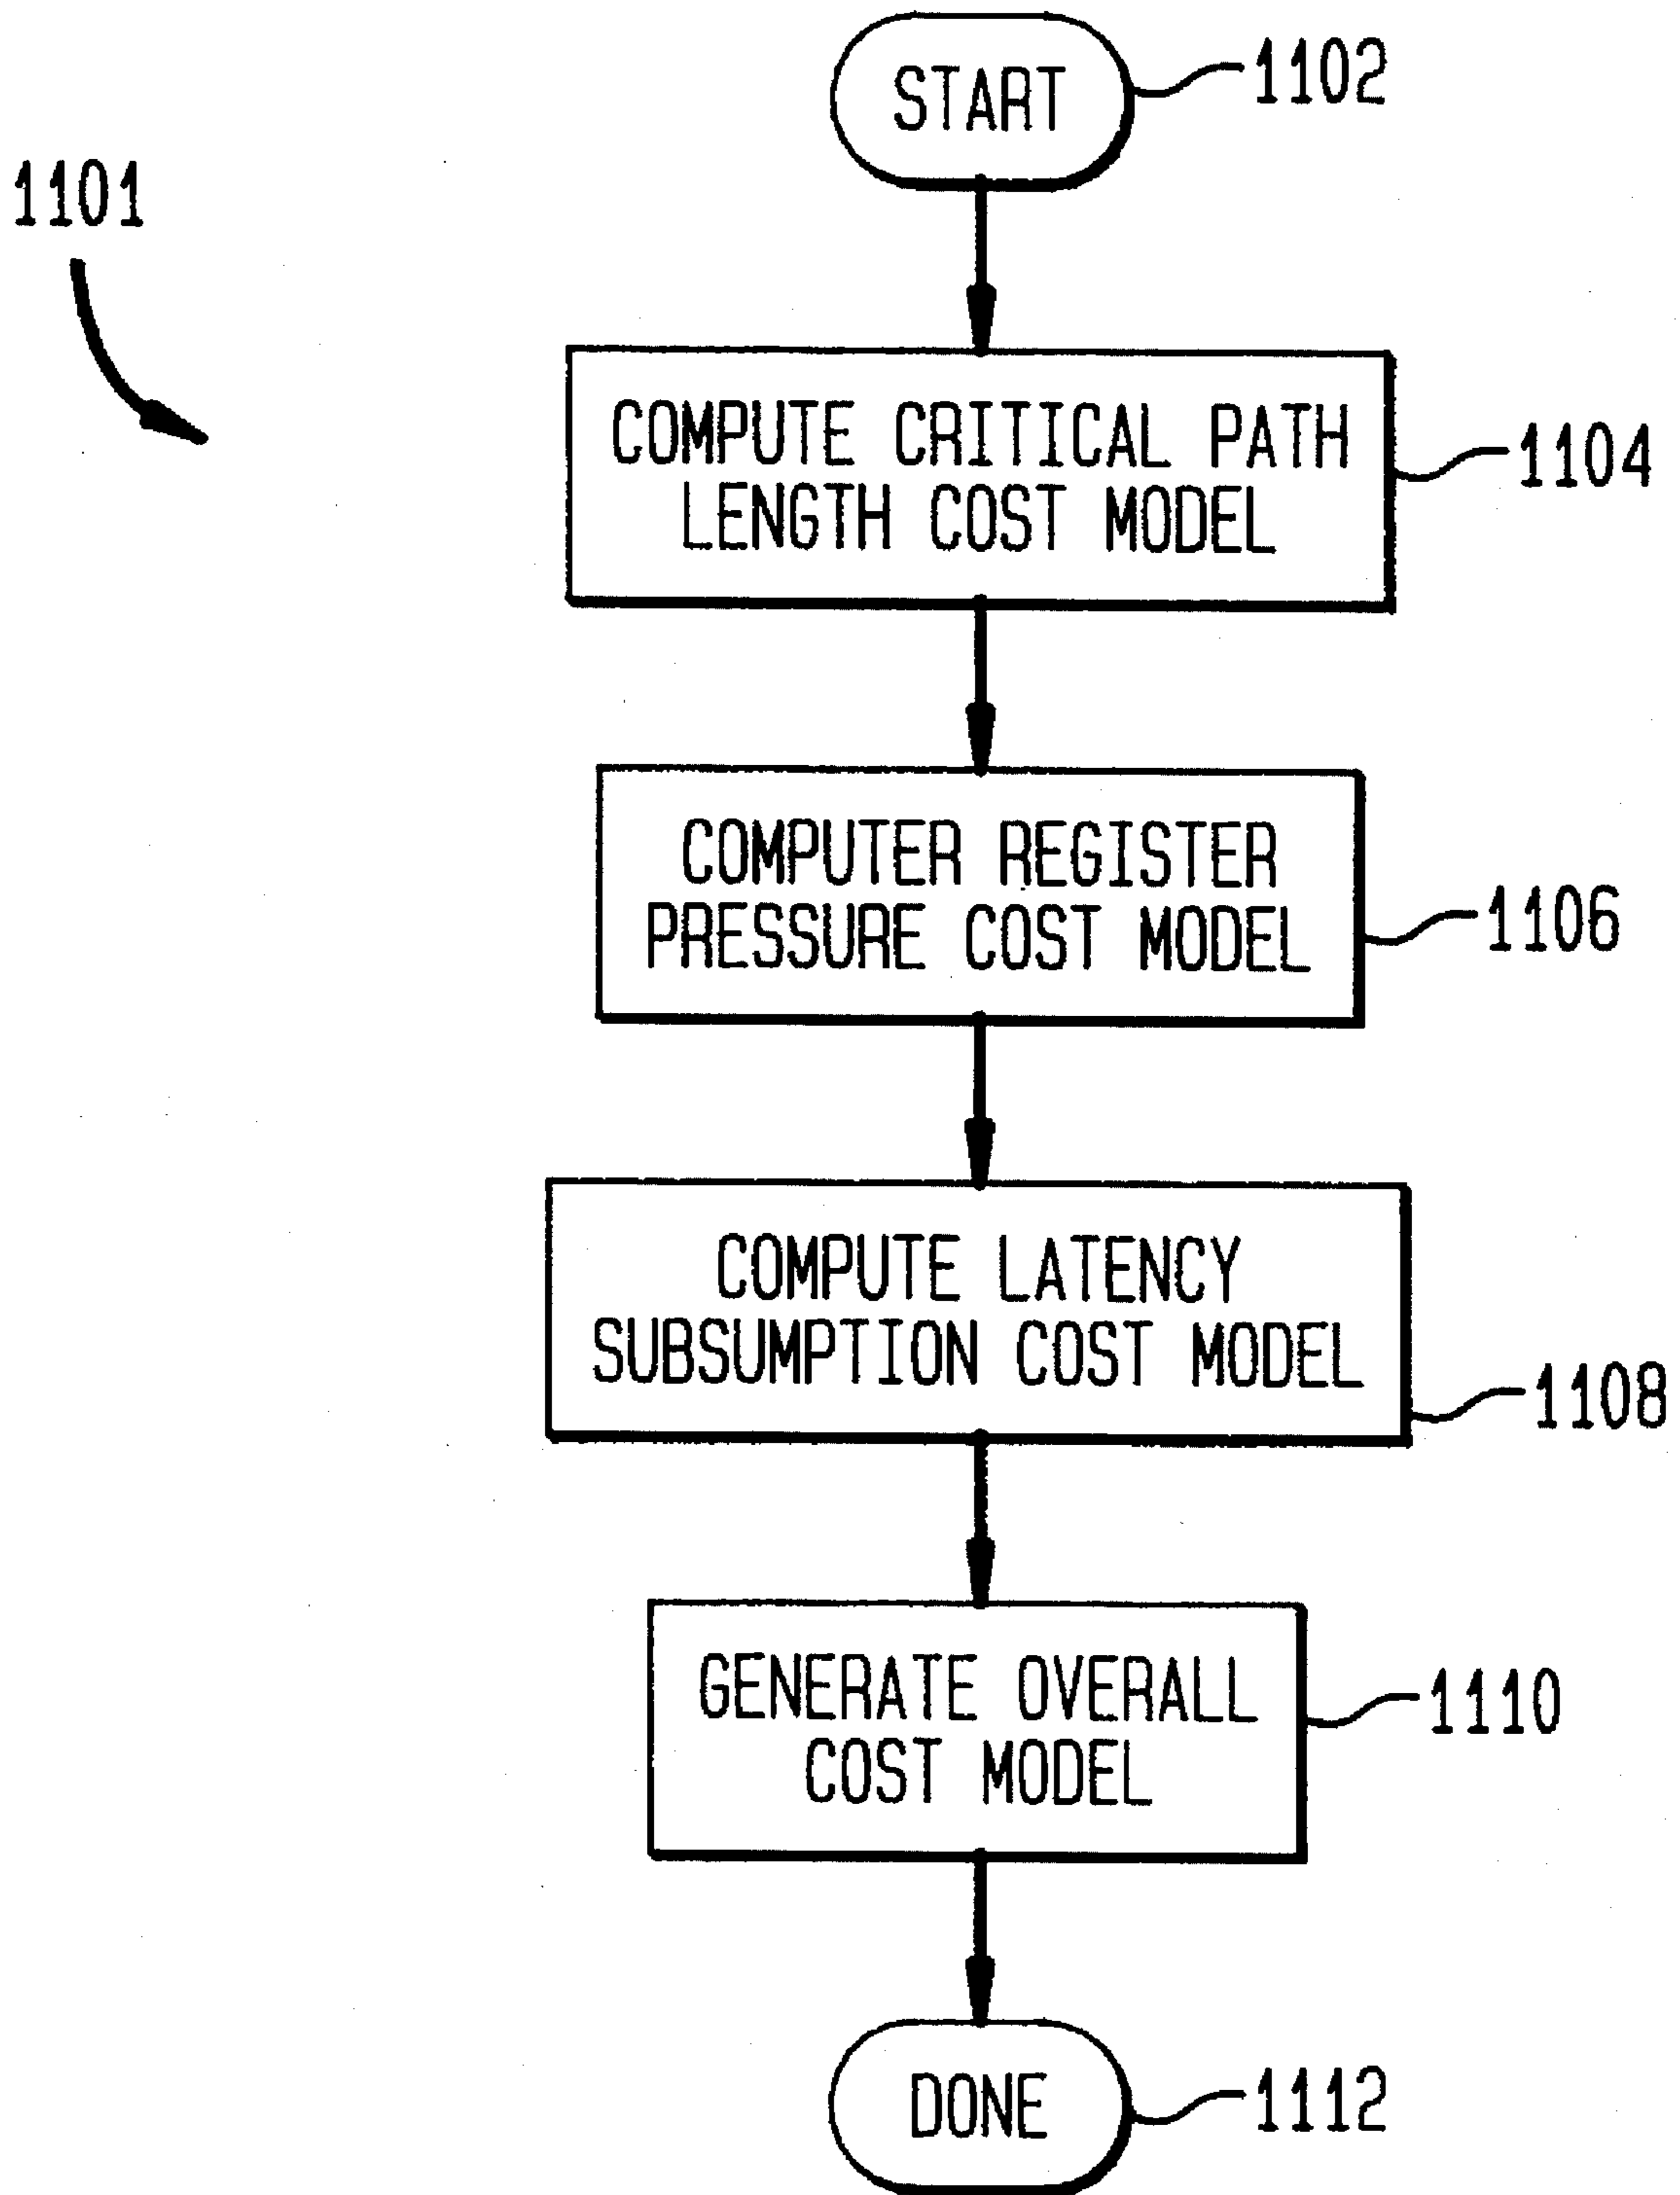 START
1102
1101
COMPUTE CRITICAL PATH
LENGTH COST MODEL
1104
COMPUTER REGISTER
PRESSURE COST MODEL
1106
COMPUTE LATENCY
SUBSUMPTION COST MODEL
1108
GENERATE OVERALL
COST MODEL
1110
DONE
1112